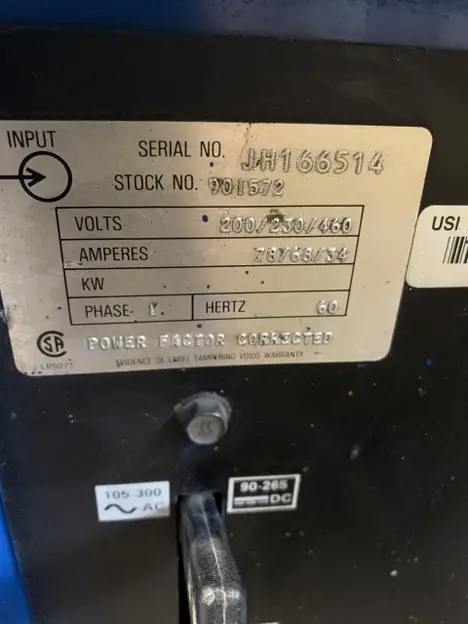 INPUT
SERIAL NO. JH166514
STOCK NO. 901572
USI
VOLTS 200/230/460
AMPERES 78/68/34
KW
PHASE 1 HERTZ 60
SA POWER FACTOR CORRECTED
EVIDENCE OF LABEL TAMPERING VOIDS WARRANTY
105-300
AC
90-265
DC